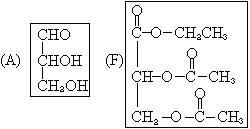 (A)
CHO
CHOH
CH₂OH
(F)
O
C–O–CH₂CH₃
O
CH–O–C–CH₃
O
CH₂–O–C–CH₃